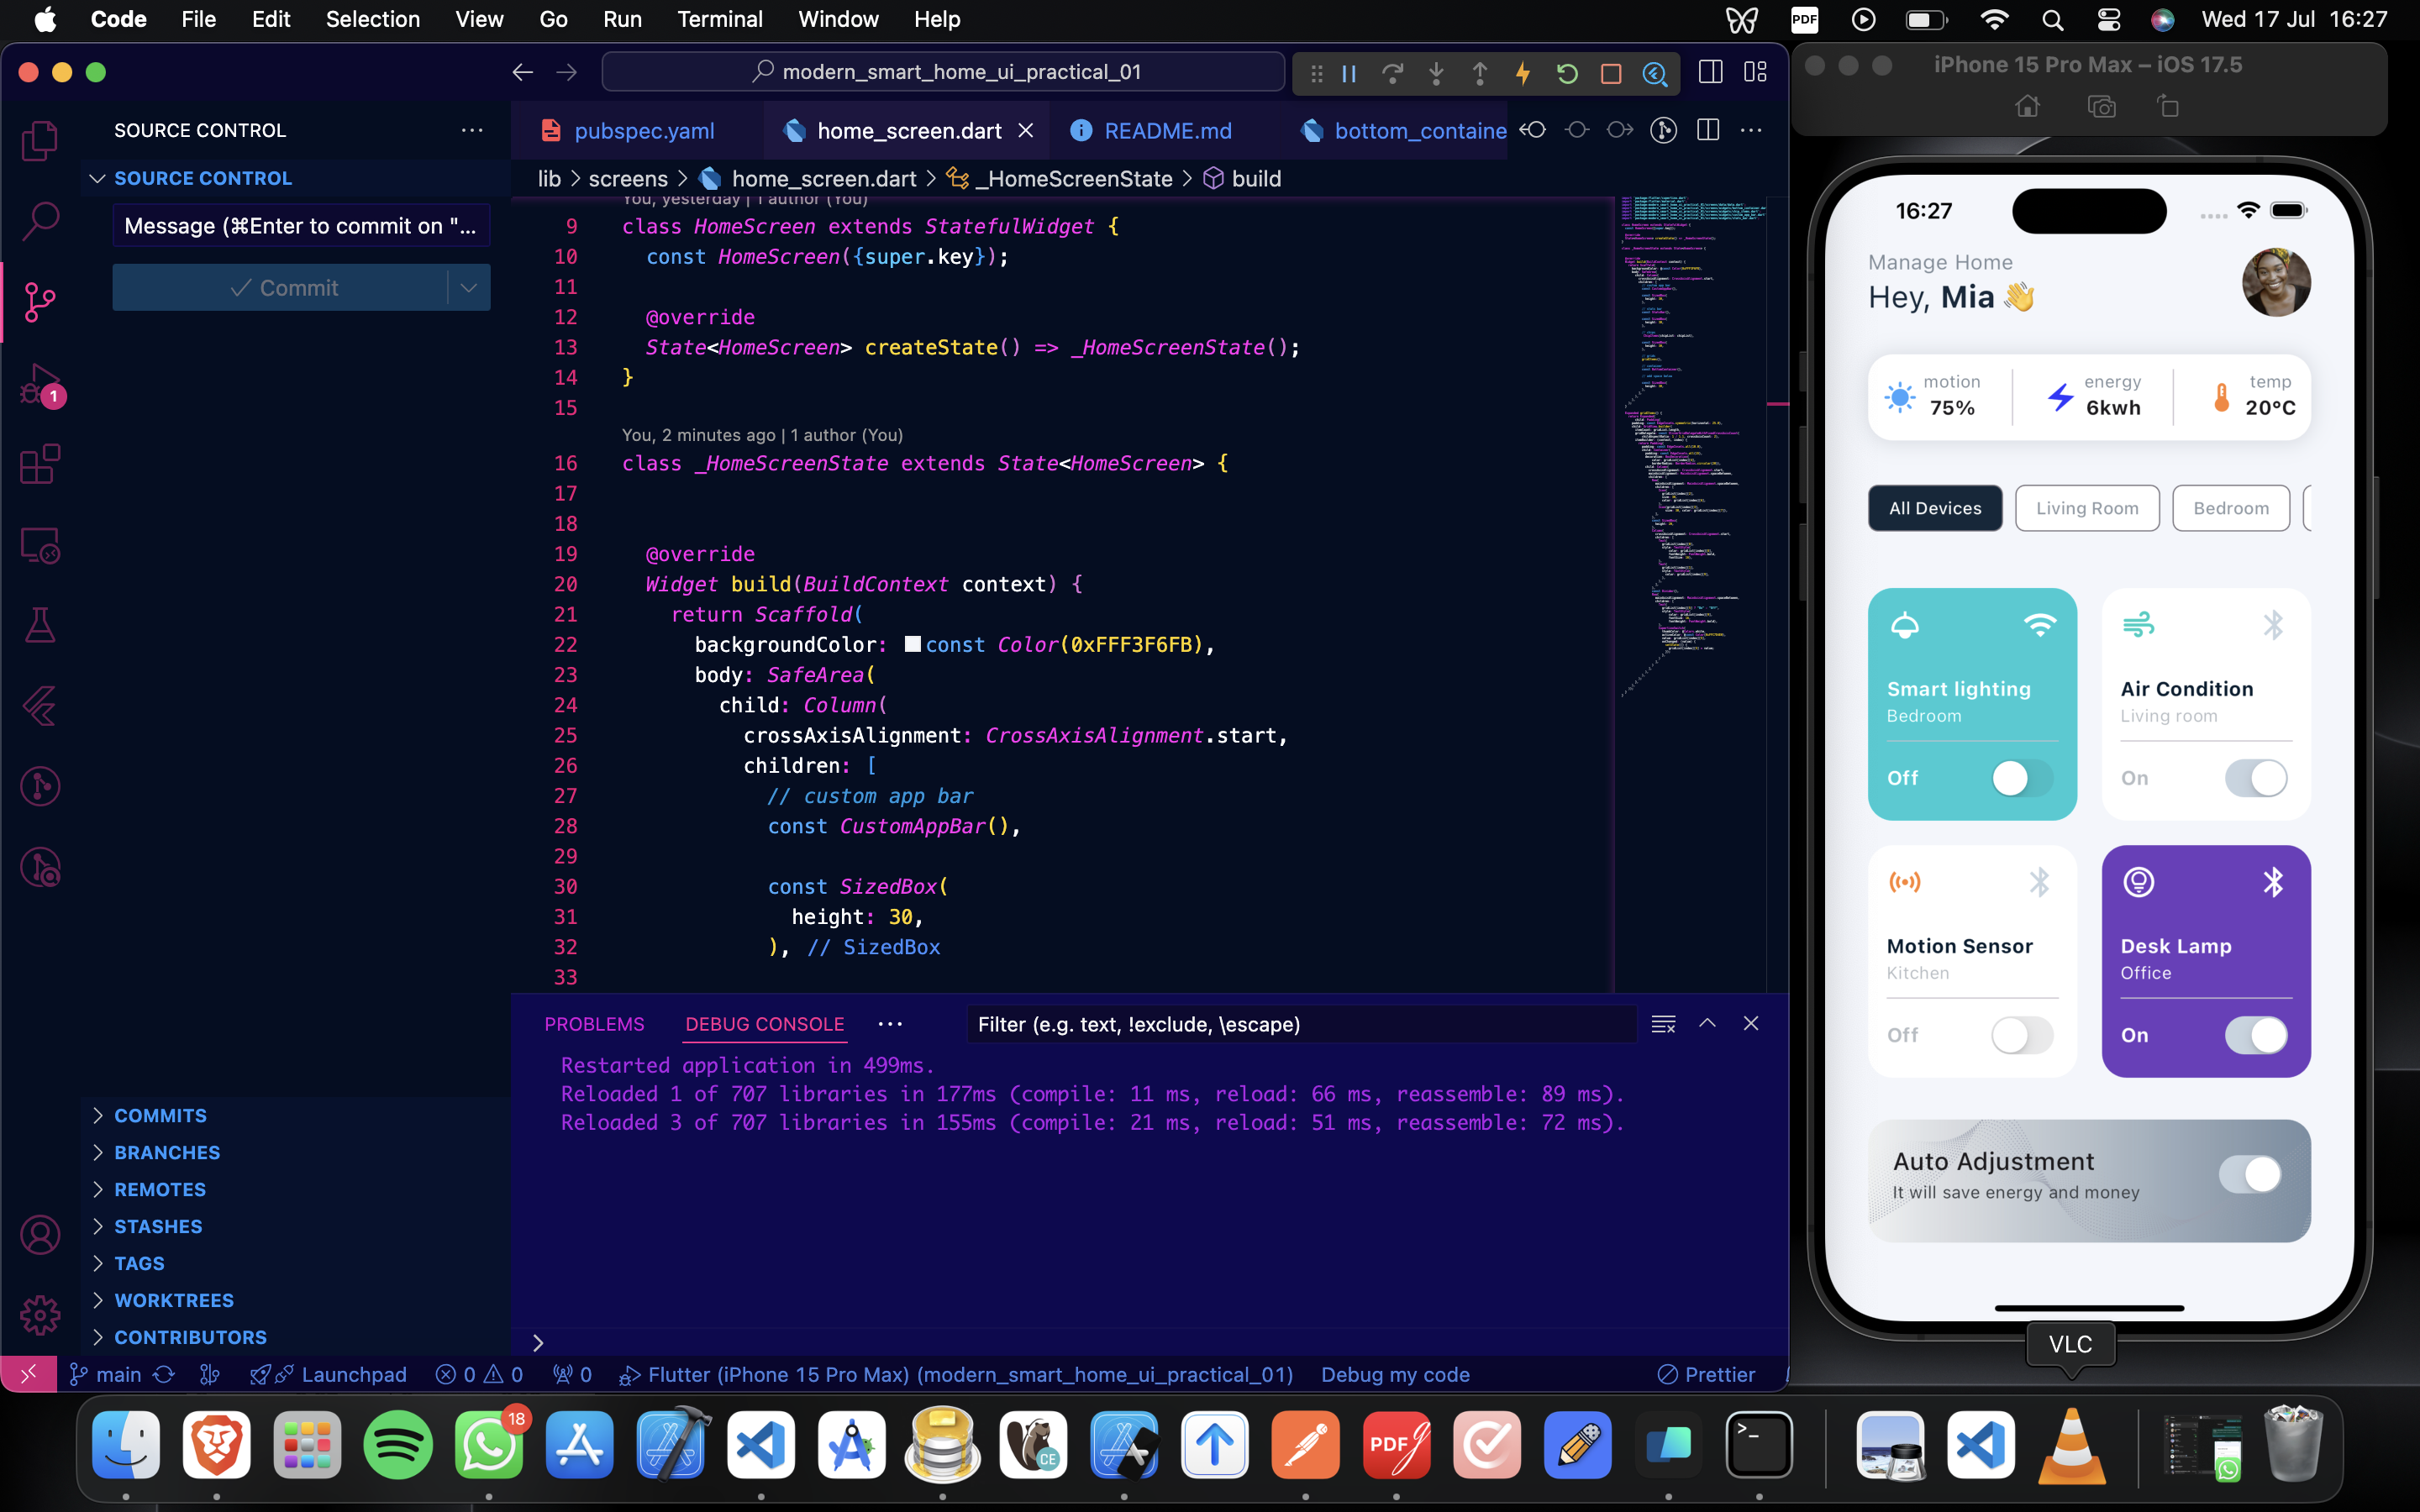 Code File Edit Selection View Go Run Terminal Window Help
PDF
Wed 17 Jul 16:27
modern_smart_home_ui_practical_01
SOURCE CONTROL
SOURCE CONTROL
Message (⌘Enter to commit on "...
Commit
1
pubspec.yaml
home_screen.dart
README.md
bottom_containe
lib > screens > home_screen.dart > _HomeScreenState > build
You, yesterday | 1 author (You)
9 class HomeScreen extends StatefulWidget {
10 const HomeScreen({super.key});
11
12 @override
13 State<HomeScreen> createState() => _HomeScreenState();
14 }
15
You, 2 minutes ago | 1 author (You)
16 class _HomeScreenState extends State<HomeScreen> {
17
18
19 @override
20 Widget build(BuildContext context) {
21 return Scaffold(
22 backgroundColor: const Color(0xFFF3F6FB),
23 body: SafeArea(
24 child: Column(
25 crossAxisAlignment: CrossAxisAlignment.start,
26 children: [
27 // custom app bar
28 const CustomAppBar(),
29
30 const SizedBox(
31 height: 30,
32 ), // SizedBox
33
PROBLEMS
DEBUG CONSOLE
Filter (e.g. text, !exclude, \escape)
Restarted application in 499ms.
Reloaded 1 of 707 libraries in 177ms (compile: 11 ms, reload: 66 ms, reassemble: 89 ms).
Reloaded 3 of 707 libraries in 155ms (compile: 21 ms, reload: 51 ms, reassemble: 72 ms).
COMMITS
BRANCHES
REMOTES
STASHES
TAGS
WORKTREES
CONTRIBUTORS
main
Launchpad
0 0
0
Flutter (iPhone 15 Pro Max) (modern_smart_home_ui_practical_01)
Debug my code
Prettier
iPhone 15 Pro Max – iOS 17.5
16:27
Manage Home
Hey, Mia 👋
motion
75%
energy
6kwh
temp
20°C
All Devices
Living Room
Bedroom
Smart lighting
Bedroom
Off
Air Condition
Living room
On
Motion Sensor
Kitchen
Off
Desk Lamp
Office
On
Auto Adjustment
It will save energy and money
VLC
18
CE
PDF
>_